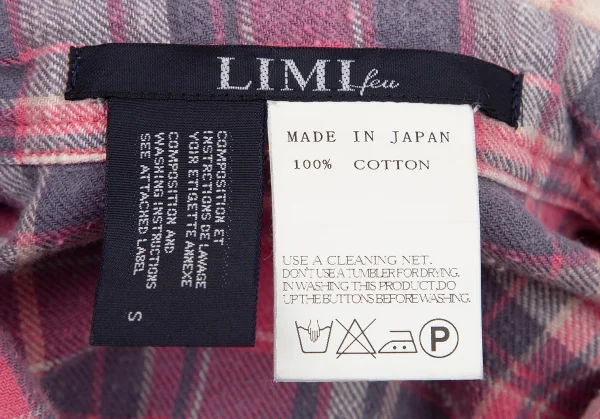 LIMI feu
COMPOSITION ET
INSTRUCTIONS DE LAVAGE
VOIR ETIQETTE ANNEXE
COMPOSITION AND
WASHING INSTRUCTIONS
SEE ATTACHED LABEL
S
MADE IN JAPAN
100% COTTON
USE A CLEANING NET.
DON'T USE A TUMBLER FOR DRYING.
IN WASHING THIS PRODUCT,DO
UP THE BUTTONS BEFORE WASHING.
P